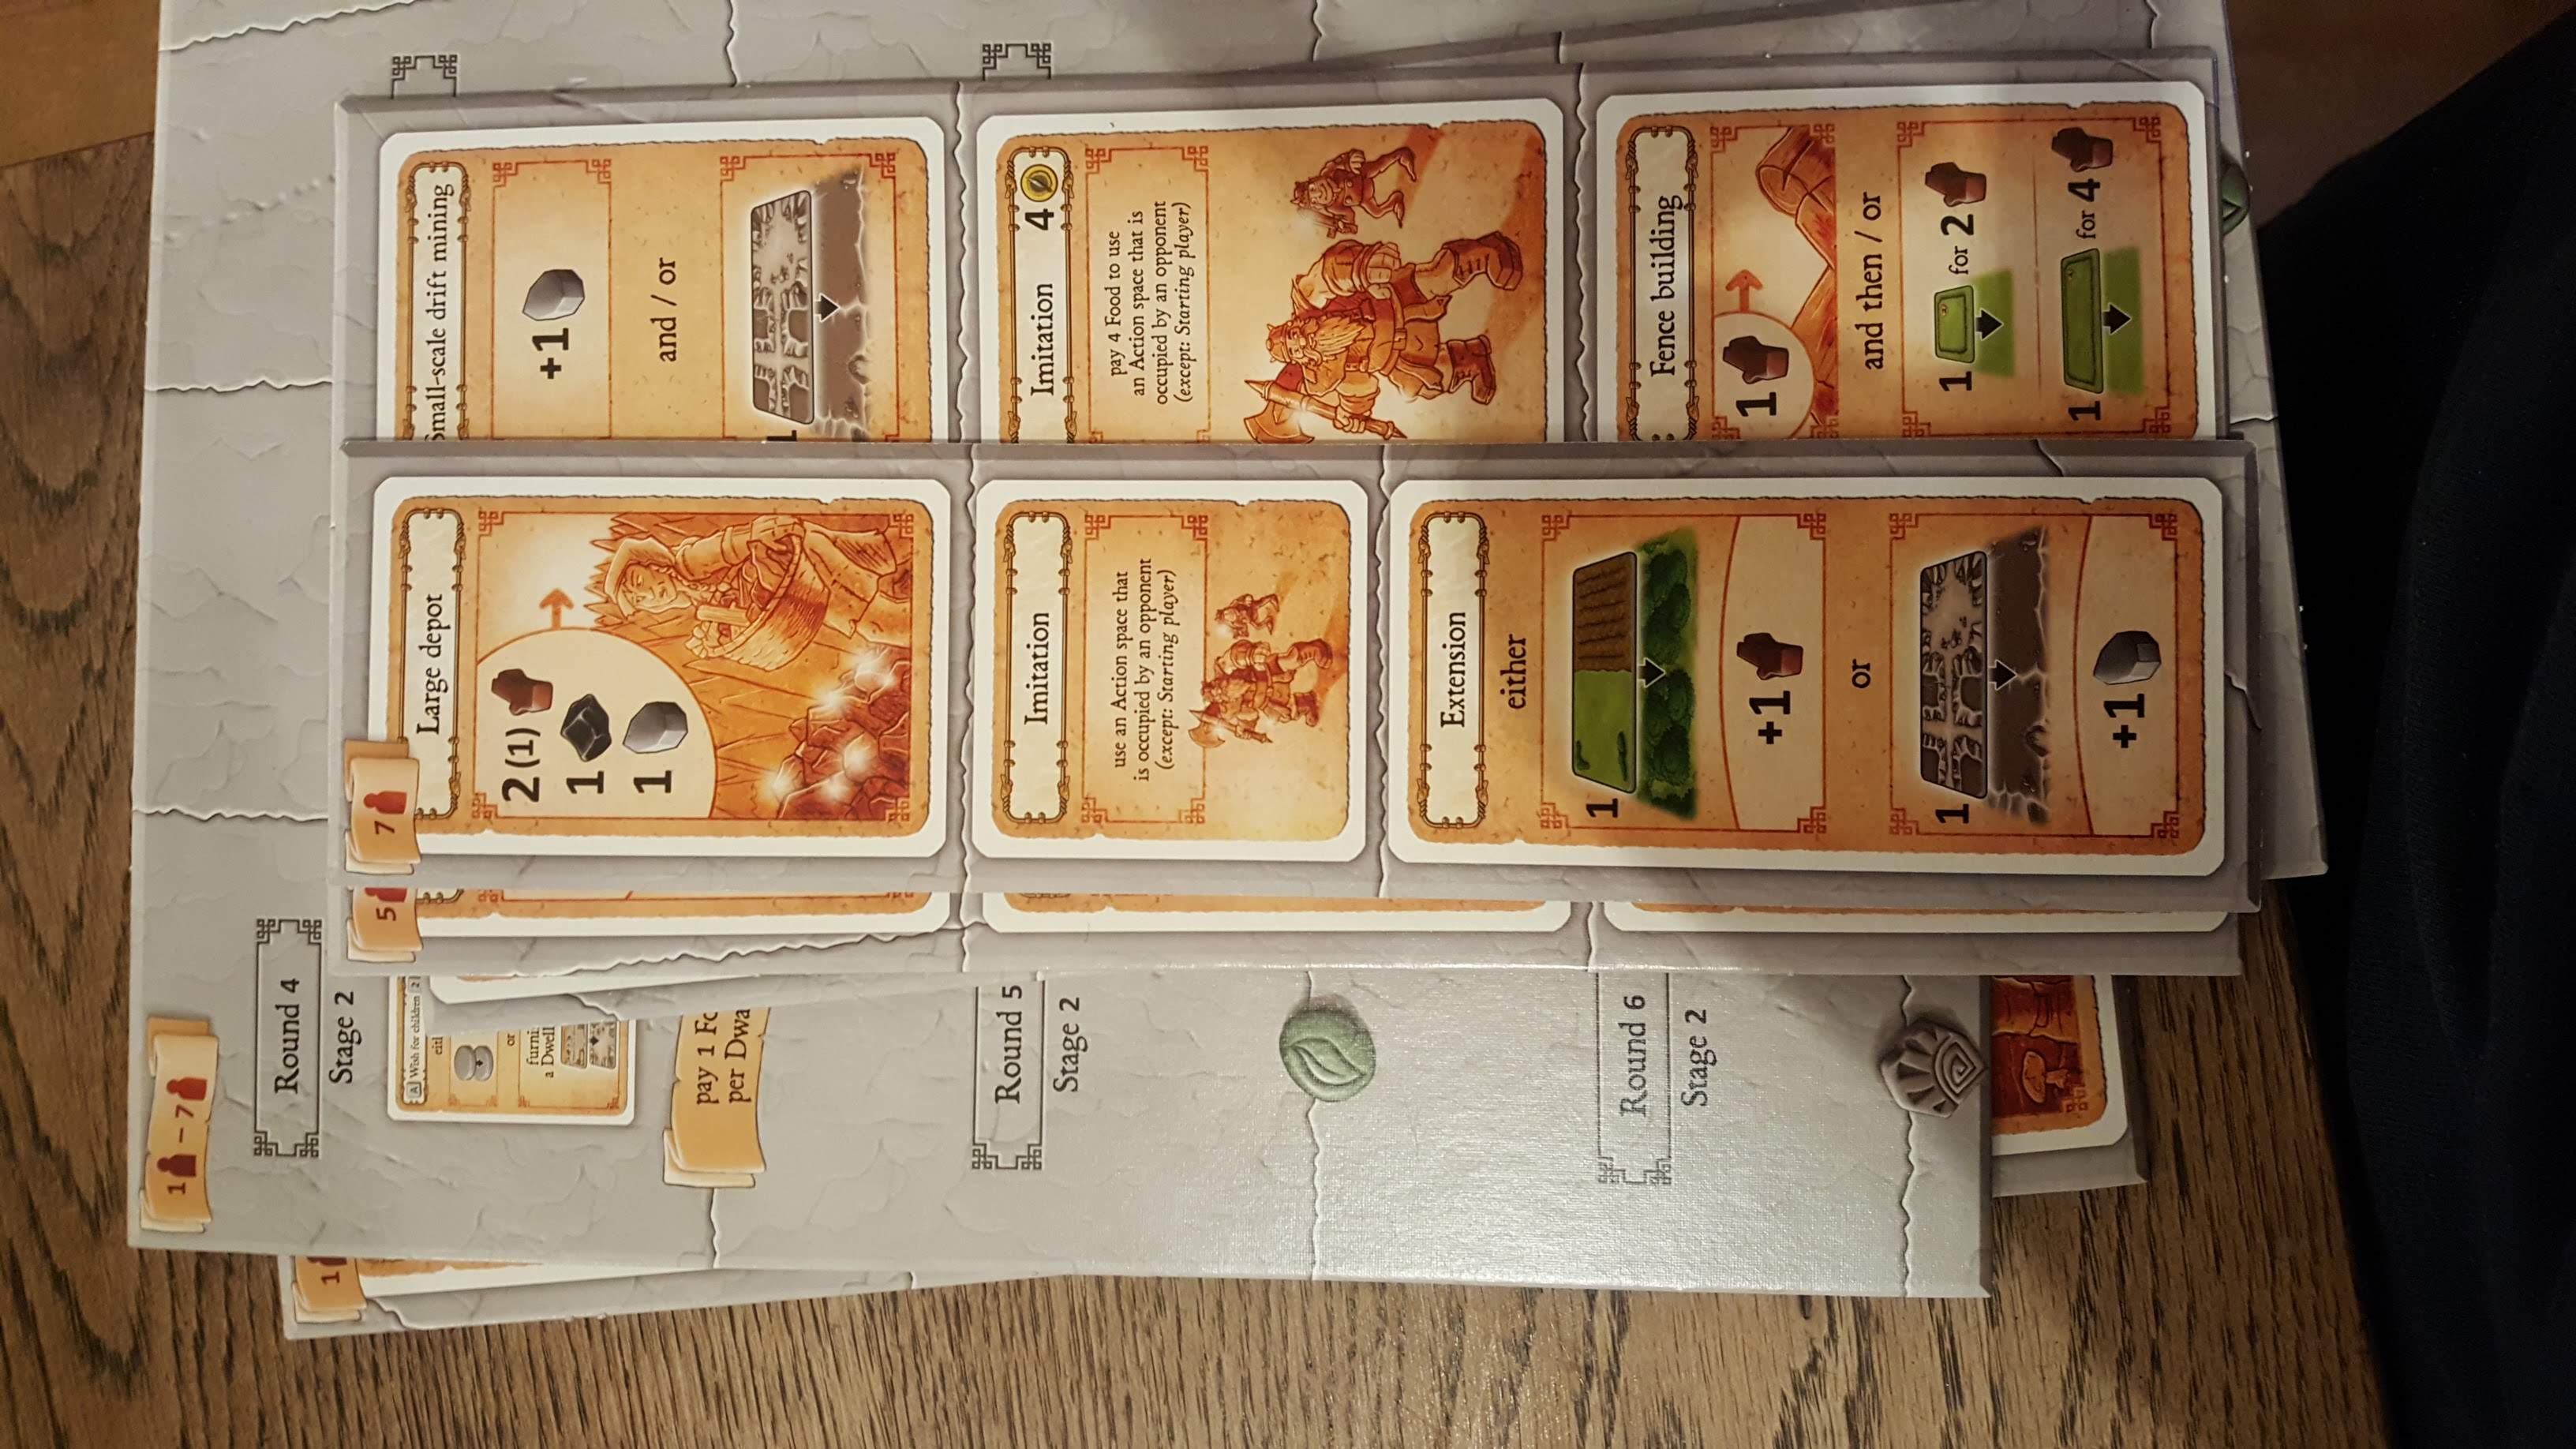 1 – 7
Round 4
Stage 2
1
A Wish for children 2
or
a
pay 1
per
Round 5
Stage 2
Round 6
Stage 2
5
7
Large depot
2 (1)
1
1
Imitation
use an Action space that
is occupied by an opponent
(except: Starting player)
Extension
either
1
+1
or
1
+1
Small-scale drift mining
+1
and / or
1
Imitation 4
pay 4 Food to use
an Action space that is
occupied by an opponent
(except: Starting player)
Fence building
1
and then / or
1 for 2
1 for 4